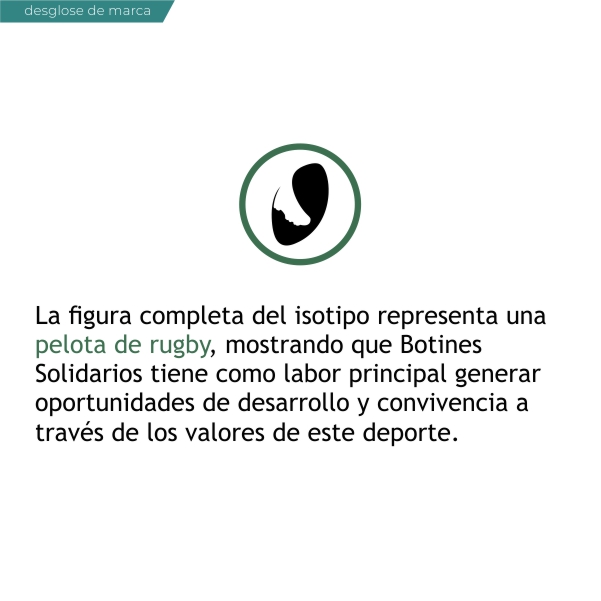 desglose de marca
La figura completa del isotipo representa una
pelota de rugby, mostrando que Botines
Solidarios tiene como labor principal generar
oportunidades de desarrollo y convivencia a
través de los valores de este deporte.